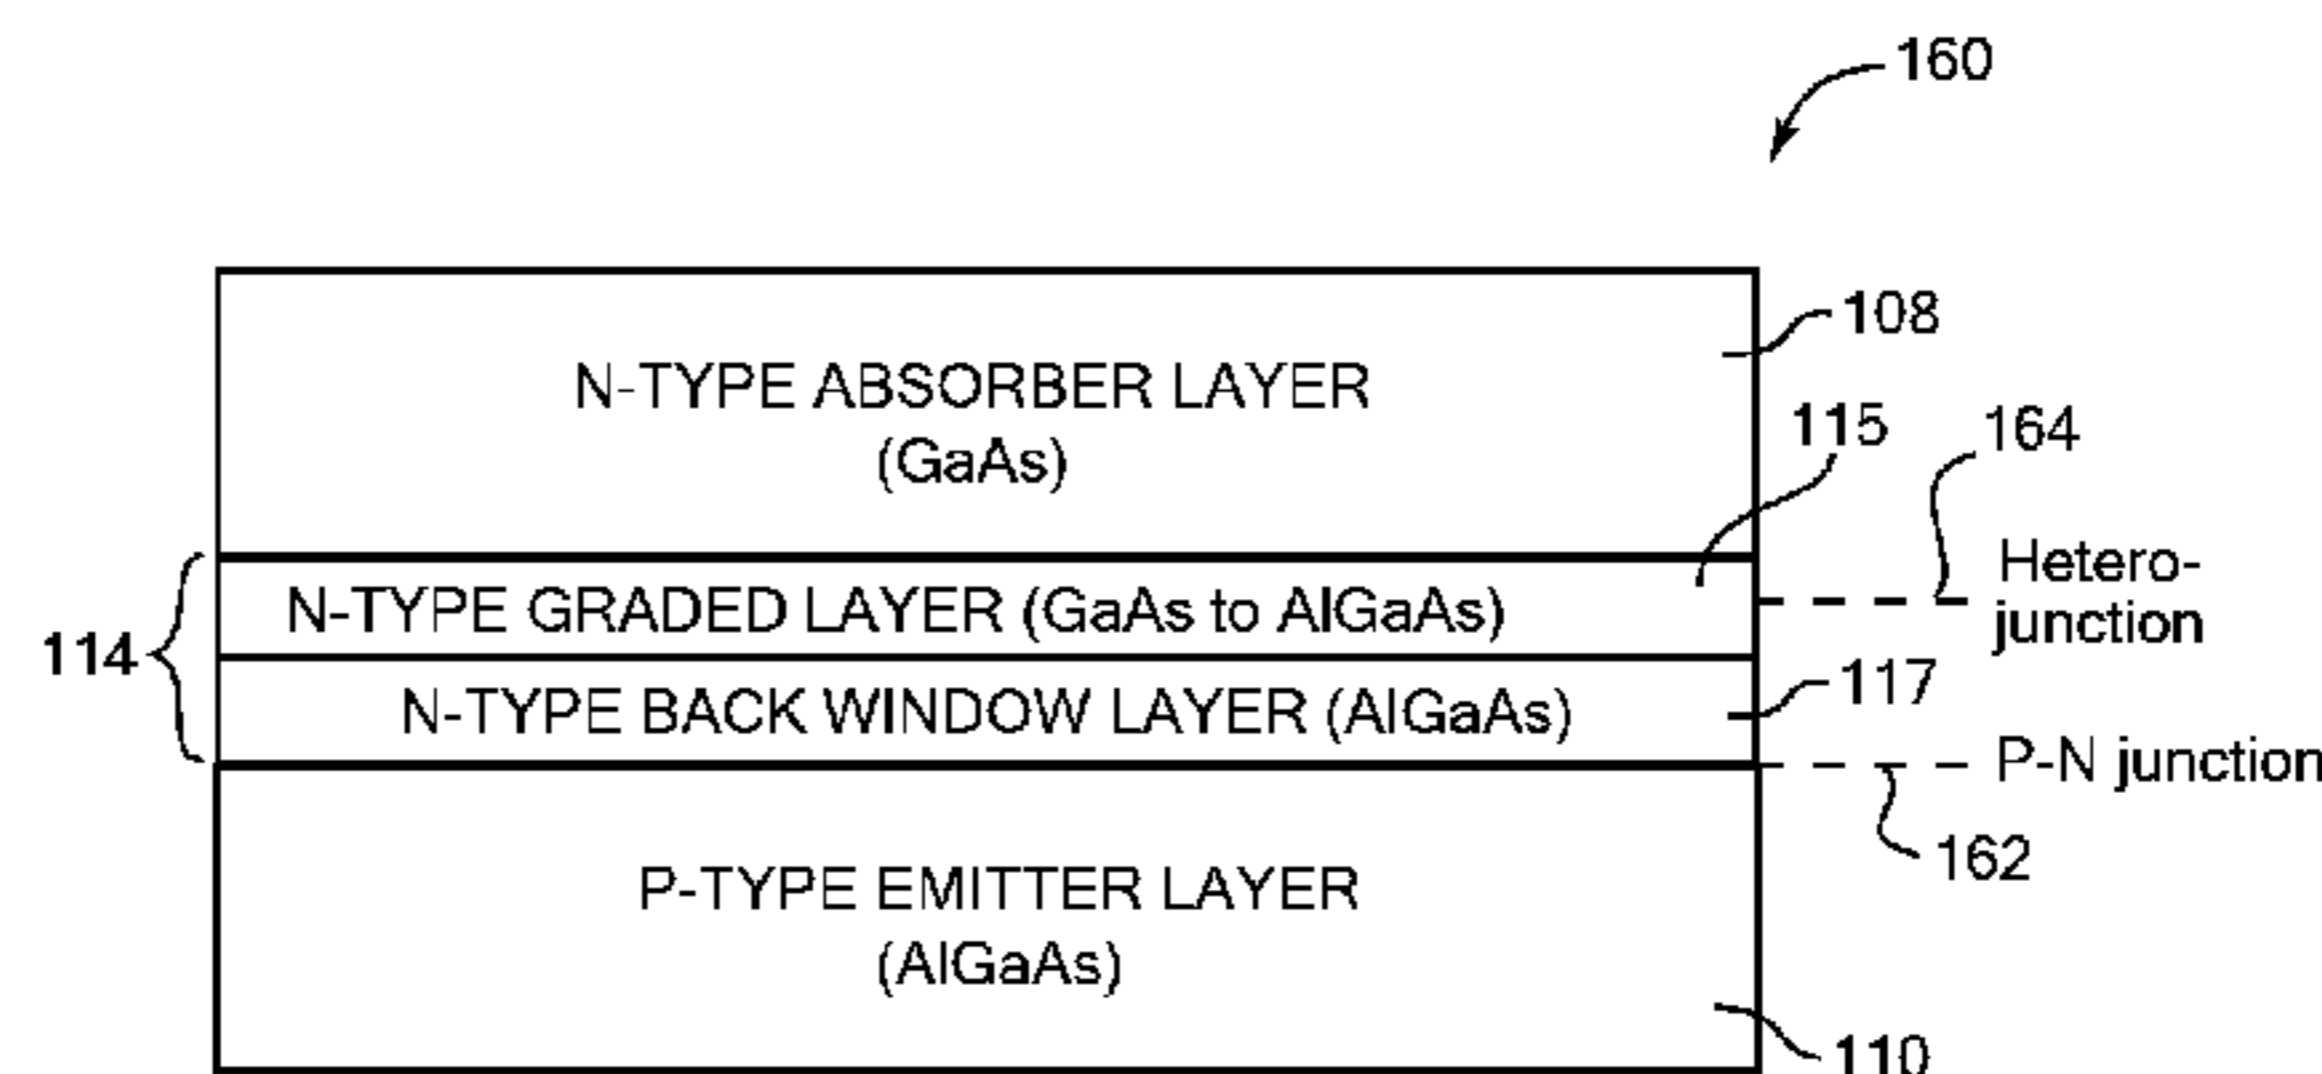 160
N-TYPE ABSORBER LAYER
(GaAs)
108
115
164
Hetero-
junction
N-TYPE GRADED LAYER (GaAs to AlGaAs)
114
N-TYPE BACK WINDOW LAYER (AlGaAs)
117
P-N junction
162
P-TYPE EMITTER LAYER
(AlGaAs)
110